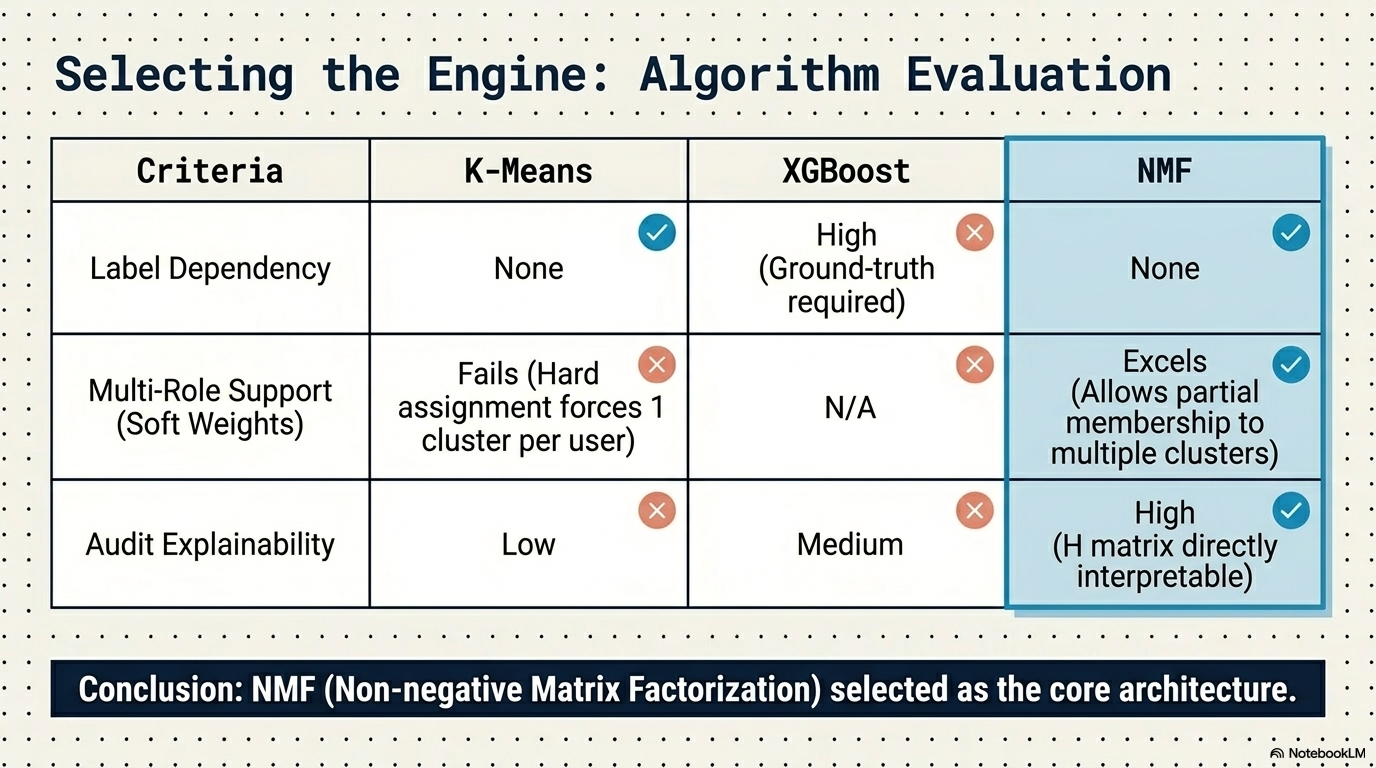 Selecting the Engine: Algorithm Evaluation
Criteria
K-Means
XGBoost
NMF
Label Dependency
None
High
(Ground-truth
required)
None
Multi-Role Support
(Soft Weights)
Fails (Hard
assignment forces 1
cluster per user)
N/A
Excels
(Allows partial
membership to
multiple clusters)
Audit Explainability
Low
Medium
High
(H matrix directly
interpretable)
Conclusion: NMF (Non-negative Matrix Factorization) selected as the core architecture.
NotebookLM